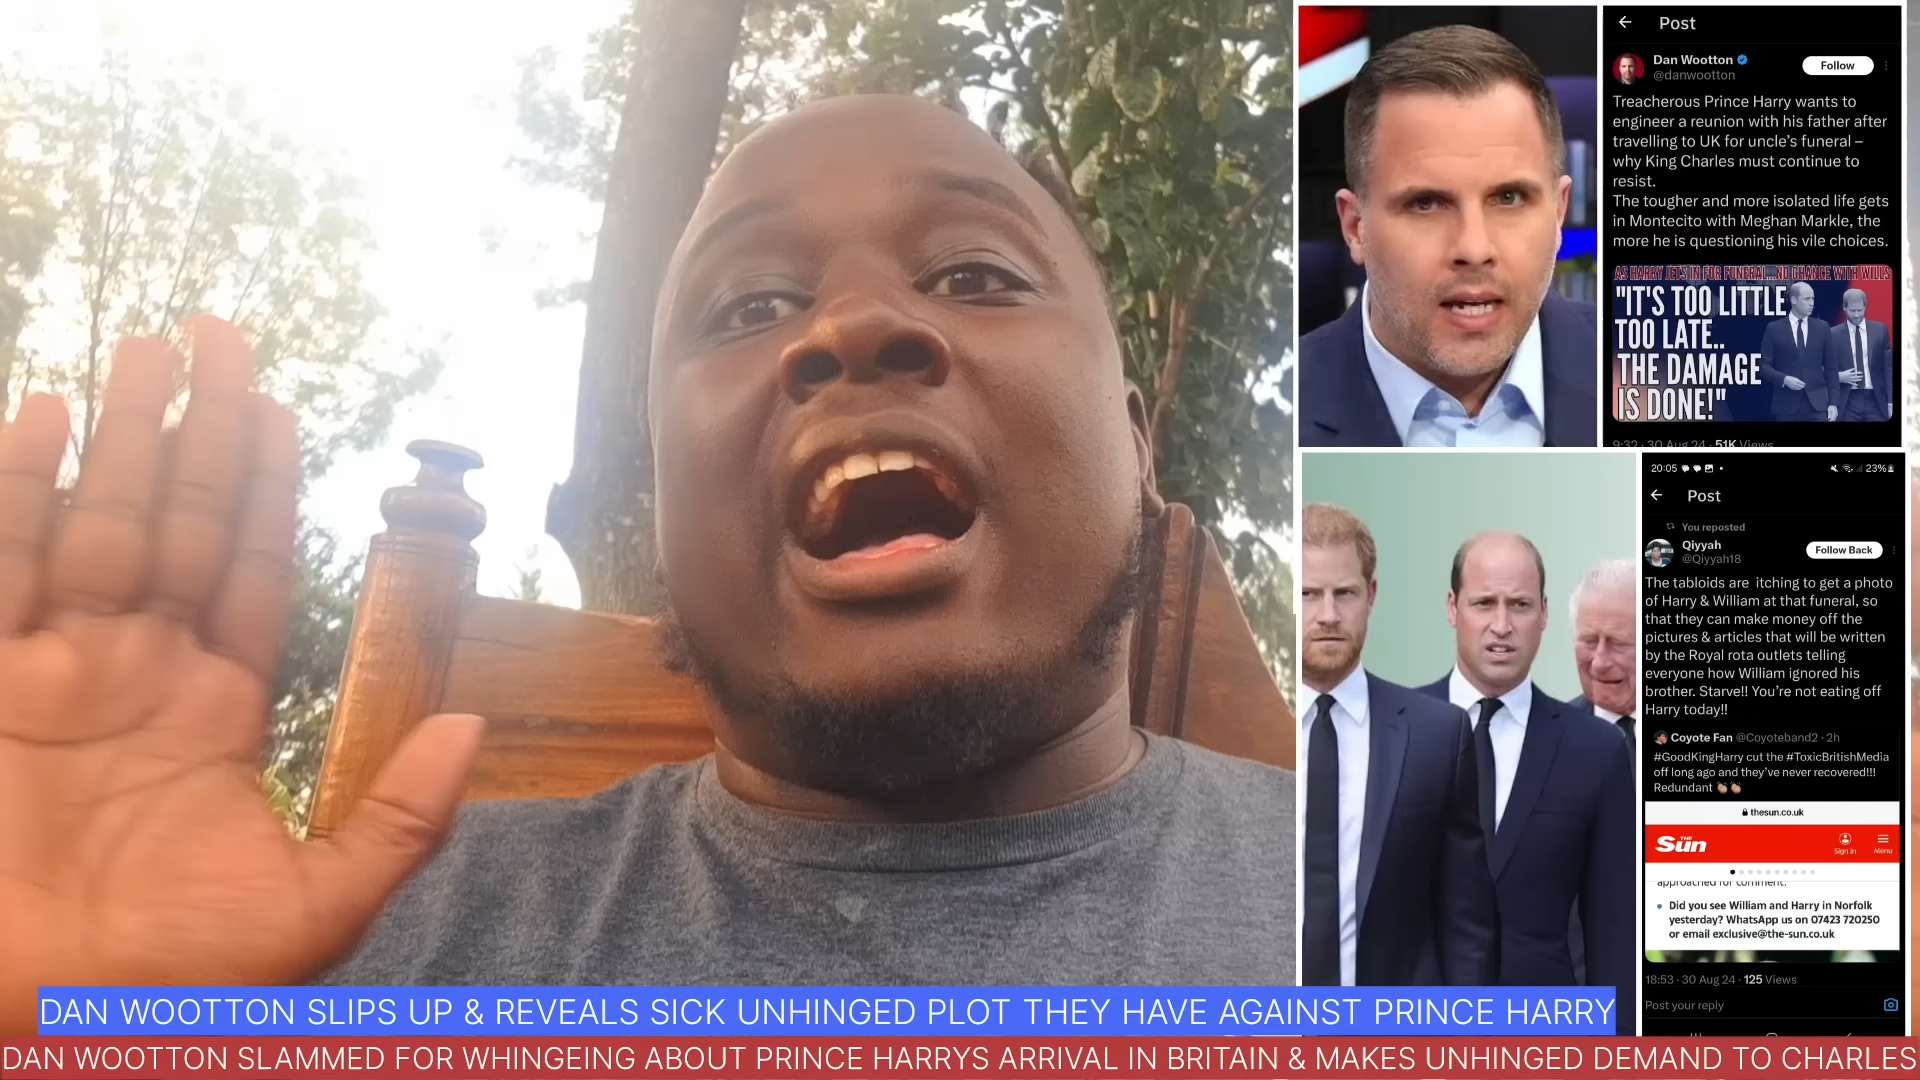 Post
Dan Wootton
@danwootton
Follow
Treacherous Prince Harry wants to
engineer a reunion with his father after
travelling to UK for uncle's funeral –
why King Charles must continue to
resist.
The tougher and more isolated life gets
in Montecito with Meghan Markle, the
more he is questioning his vile choices.
AS HARRY JETS IN FOR FUNERAL...NO CHANCE WITH WILLS
"IT'S TOO LITTLE
TOO LATE..
THE DAMAGE
IS DONE!"
9:32 · 30 Aug 24 · 51K Views
20:05
23%
Post
You reposted
Qiyyah
@Qiyyah18
Follow Back
The tabloids are itching to get a photo
of Harry & William at that funeral, so
that they can make money off the
pictures & articles that will be written
by the Royal rota outlets telling
everyone how William ignored his
brother. Starve!! You're not eating off
Harry today!!
Coyote Fan @Coyoteband2 · 2h
#GoodKingHarry cut the #ToxicBritishMedia
off long ago and they've never recovered!!!
Redundant 👏🏽👏🏽
thesun.co.uk
THE Sun
Sign in
Menu
approached for comment.
Did you see William and Harry in Norfolk
yesterday? WhatsApp us on 07423 720250
or email exclusive@the-sun.co.uk
18:53 · 30 Aug 24 · 125 Views
Post your reply
DAN WOOTTON SLIPS UP & REVEALS SICK UNHINGED PLOT THEY HAVE AGAINST PRINCE HARRY
DAN WOOTTON SLAMMED FOR WHINGEING ABOUT PRINCE HARRYS ARRIVAL IN BRITAIN & MAKES UNHINGED DEMAND TO CHARLES